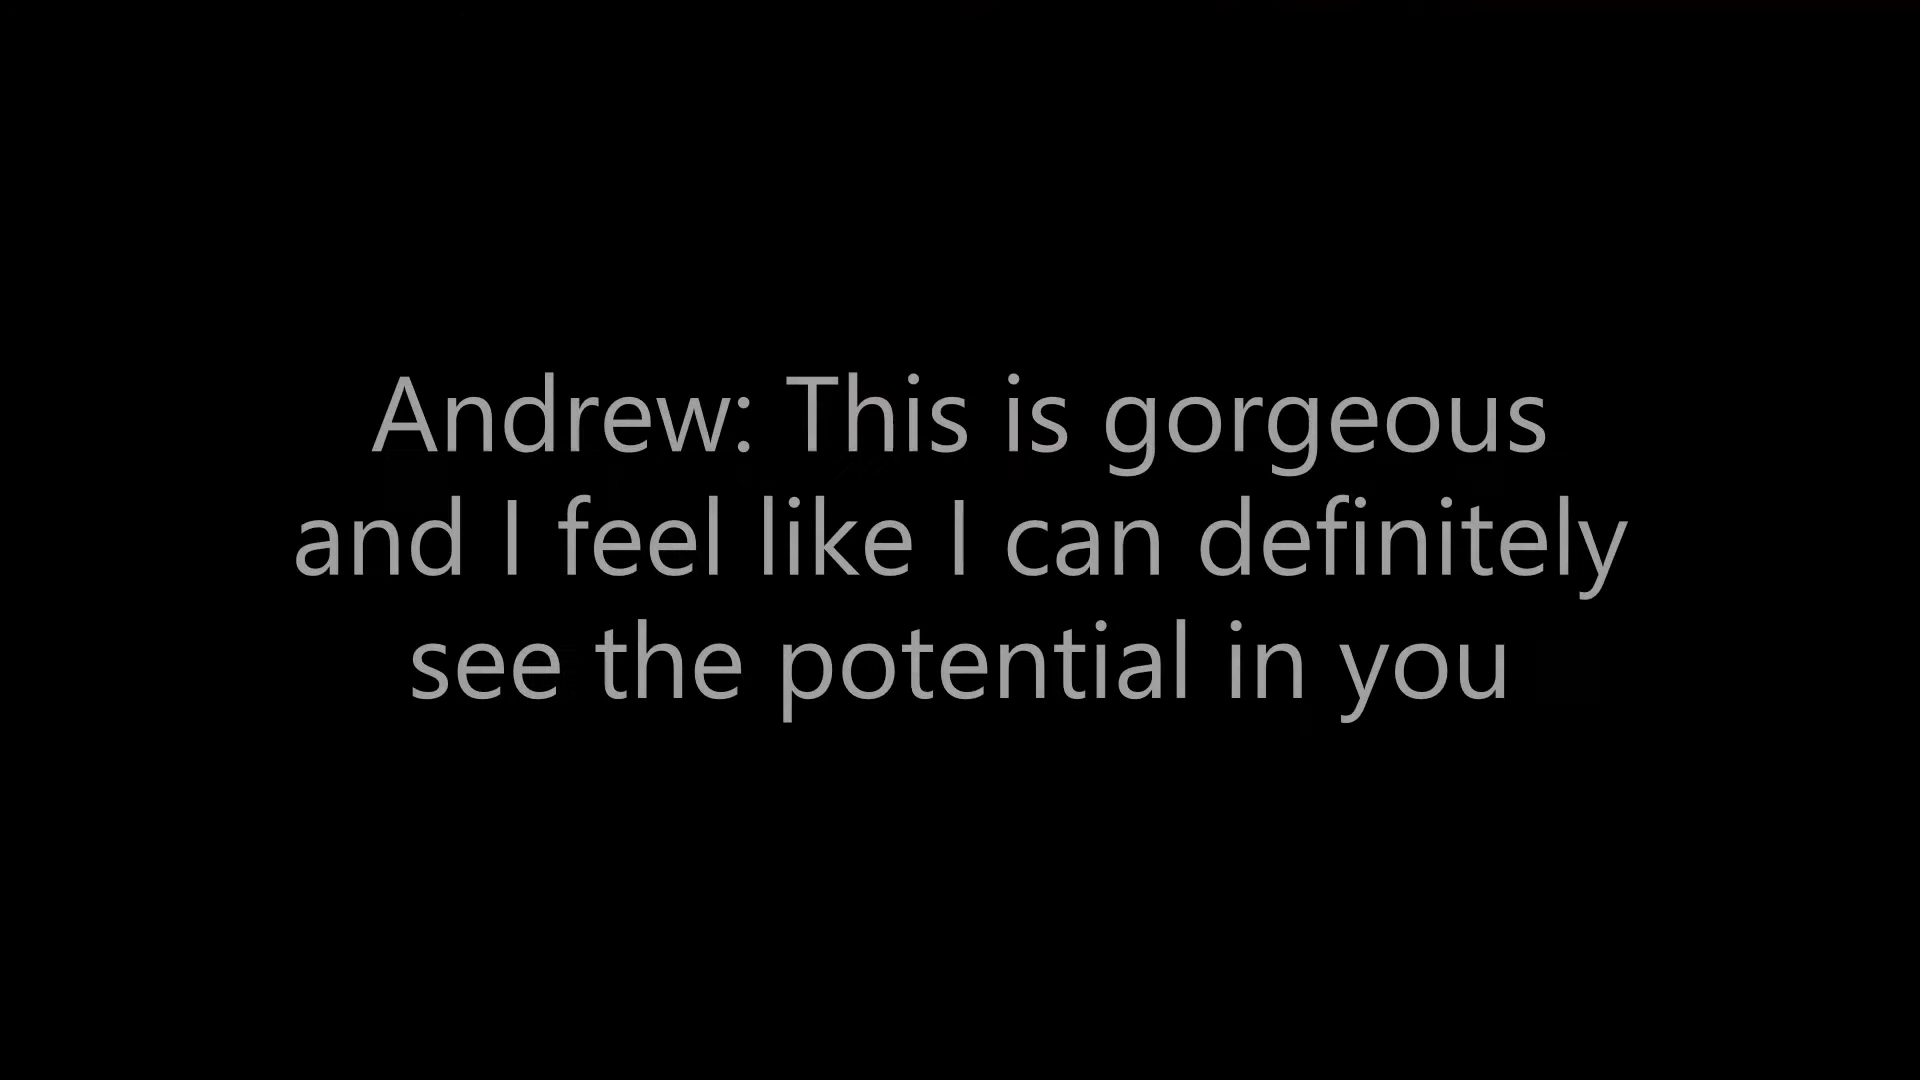 Andrew: This is gorgeous
and I feel like I can definitely
see the potential in you